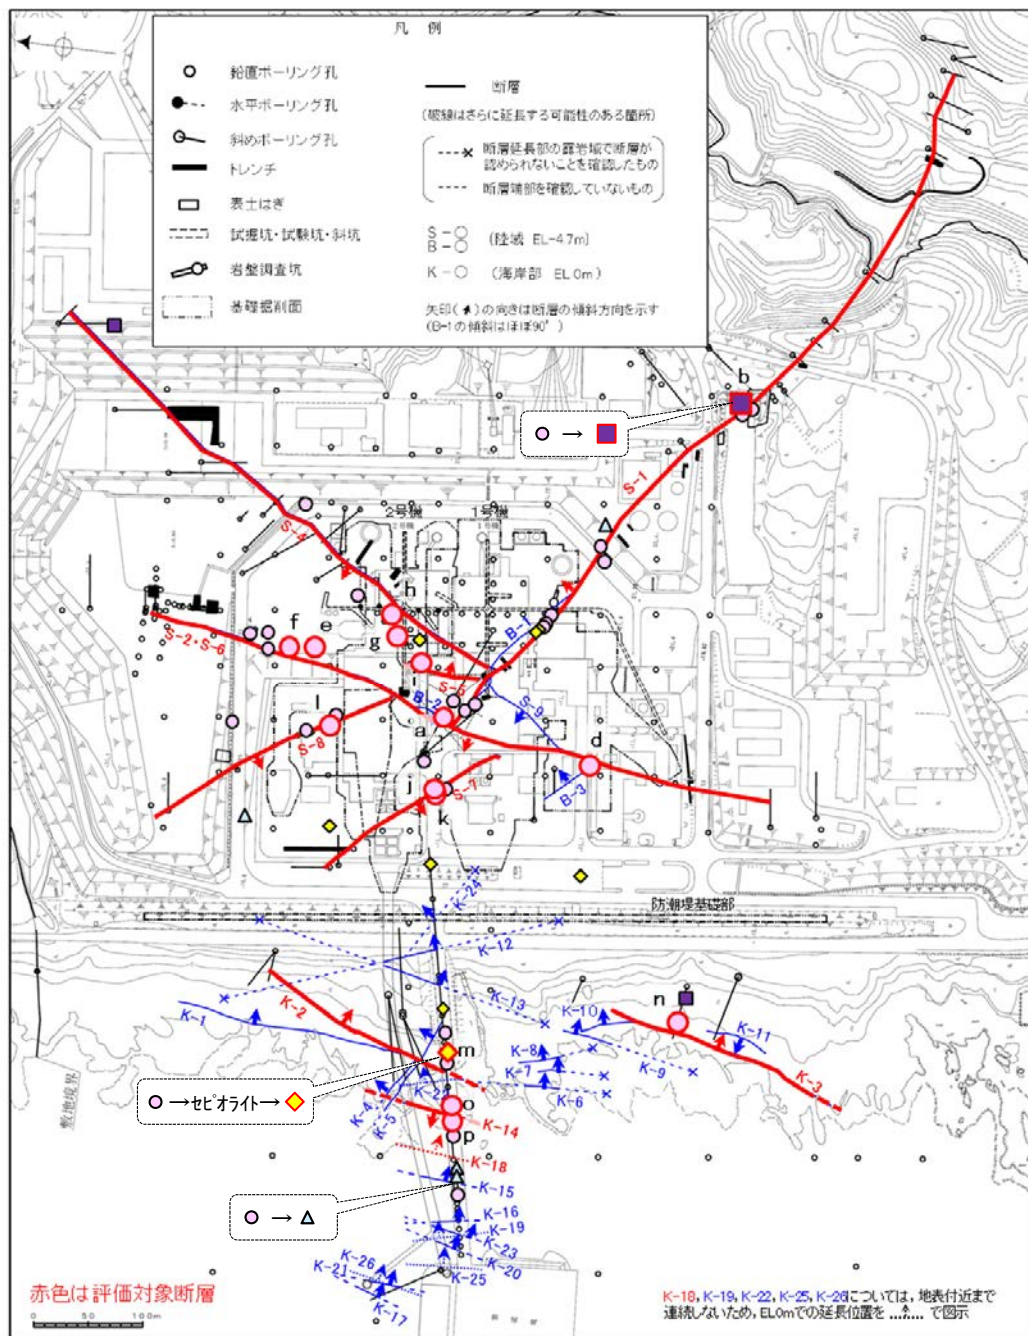 凡 例
鉛直ボーリング孔
水平ボーリング孔
斜めボーリング孔
トレンチ
表土はぎ
試掘坑・試験坑・斜坑
岩盤調査坑
基礎掘削面
断層
(破線はさらに延長する可能性のある箇所)
断層延長部の露岩域で断層が
認められないことを確認したもの
断層端部を確認していないもの
S-○
B-○
(陸域 EL-4.7m)
K-○
(海岸部 EL0m)
矢印( )の向きは断層の傾斜方向を示す
(B-1の傾斜はほぼ90°)
b
→
S-1
2号機
1号機
S-4
h
B-1
f
e
g
S-2・S-6
S-5
l
B-2
S-9
a
S-8
d
j
S-7
B-3
k
K-24
防潮堤基礎部
K-12
K-2
K-13
n
K-1
K-10
K-11
m
K-8
K-7
K-9
→セピオライト→
K-6
K-3
K-4
K-5
o
K-14
敷地境界
p
K-18
K-15
→
K-16
K-19
K-23
K-20
K-26
K-21
K-25
K-17
赤色は評価対象断層
0 50 100m
K-18, K-19, K-22, K-25, K-26については, 地表付近まで
連続しないため, EL0mでの延長位置を で図示